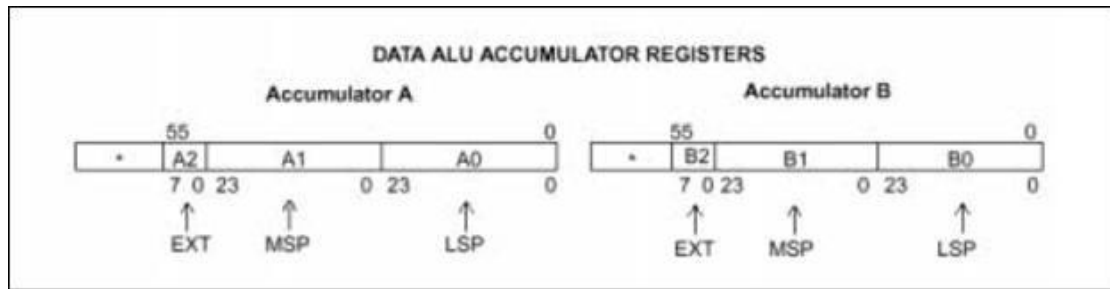 DATA ALU ACCUMULATOR REGISTERS
Accumulator A
Accumulator B
55 0 55 0
* A2 A1 A0 * B2 B1 B0
7 0 23 0 23 0 7 0 23 0 23 0
EXT MSP LSP EXT MSP LSP